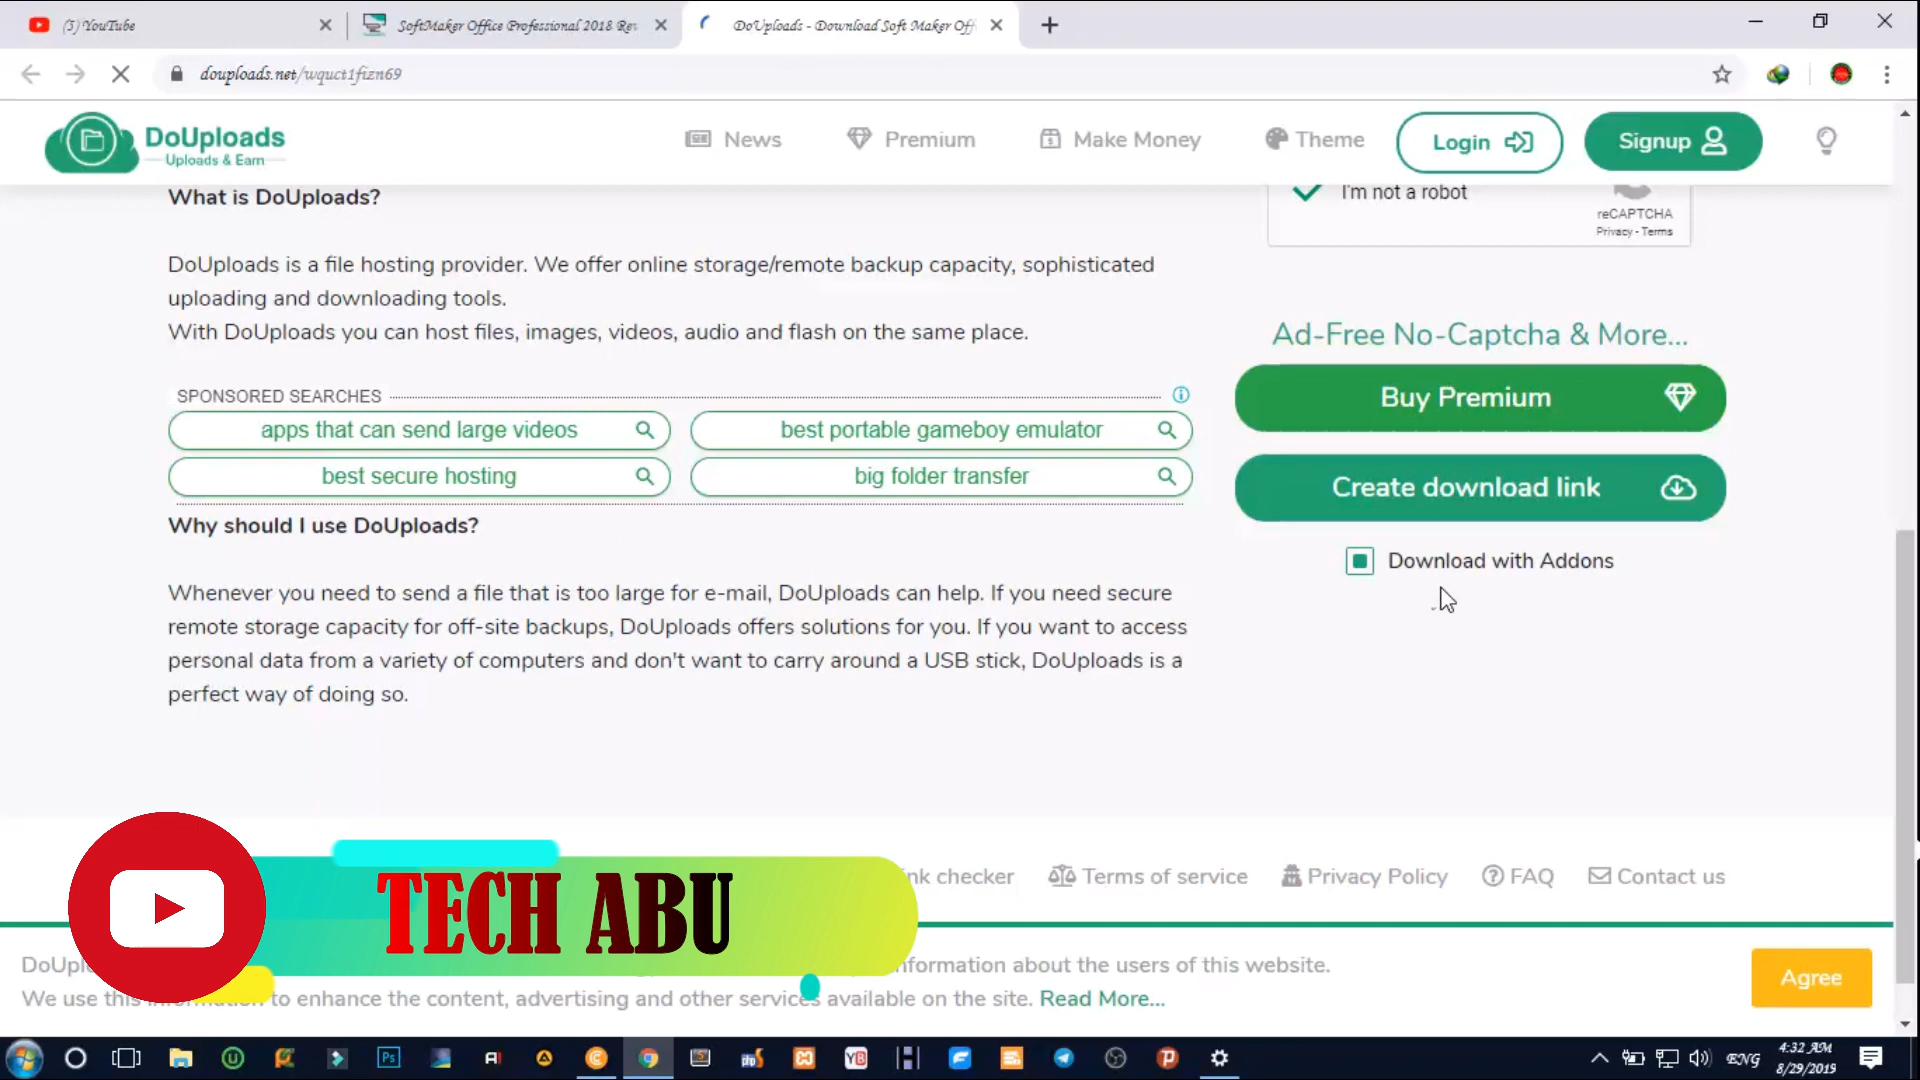 (5) YouTube
SoftMaker Office Professional 2018 Rev
DoUploads - Download Soft Maker Off
douploads.net/wquct1fizn69
DoUploads
Uploads & Earn
News
Premium
Make Money
Theme
Login
Signup
What is DoUploads?
I'm not a robot
reCAPTCHA
Privacy - Terms
DoUploads is a file hosting provider. We offer online storage/remote backup capacity, sophisticated
uploading and downloading tools.
With DoUploads you can host files, images, videos, audio and flash on the same place.
Ad-Free No-Captcha & More...
Buy Premium
SPONSORED SEARCHES
apps that can send large videos
best portable gameboy emulator
best secure hosting
big folder transfer
Create download link
Download with Addons
Why should I use DoUploads?
Whenever you need to send a file that is too large for e-mail, DoUploads can help. If you need secure
remote storage capacity for off-site backups, DoUploads offers solutions for you. If you want to access
personal data from a variety of computers and don't want to carry around a USB stick, DoUploads is a
perfect way of doing so.
checker
Terms of service
Privacy Policy
FAQ
Contact us
TECH ABU
about the users of this website.
We use this to enhance the content, advertising and other services available on the site. Read More...
Agree
Ps
php
YB
ENG
4:32 AM
8/29/2019